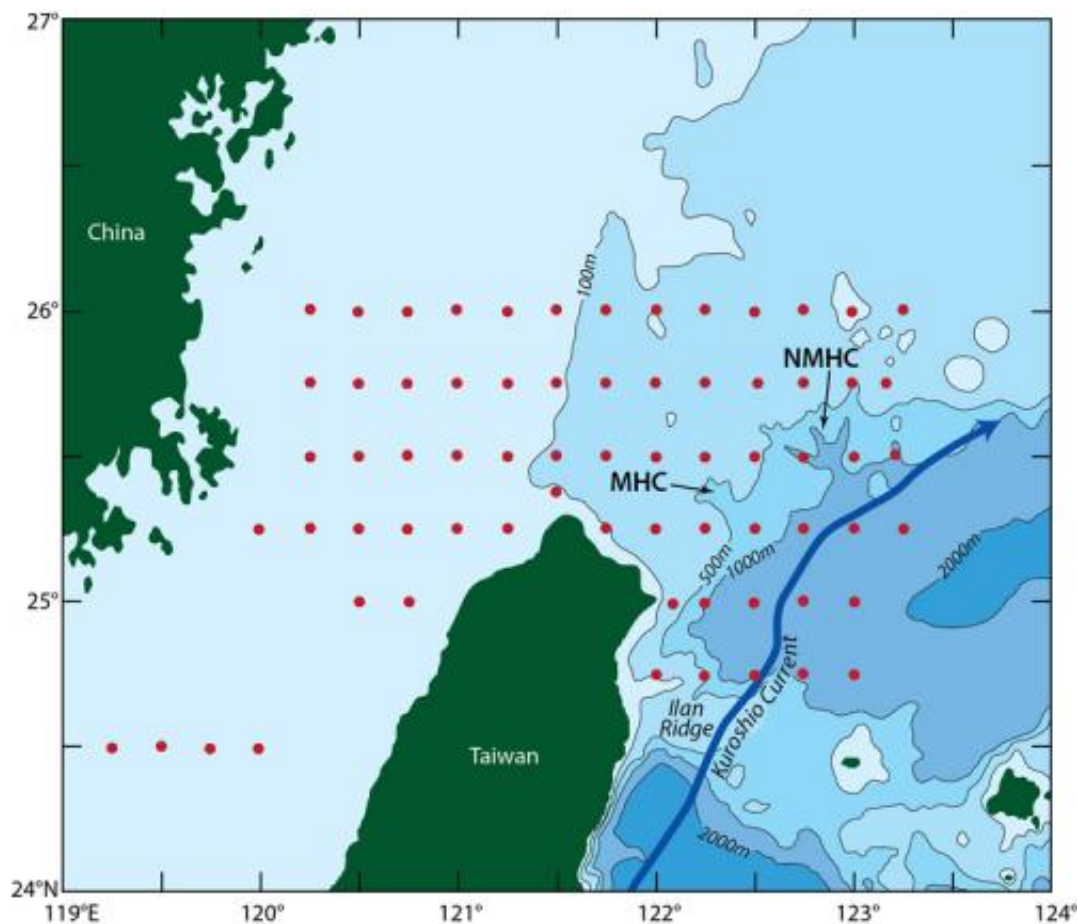 27°
China
100m
26°
NMHC
MHC
500m
1000m
2000m
25°
Ilan
Ridge
Kuroshio Current
Taiwan
2000m
24°N
119°E
120°
121°
122°
123°
124°